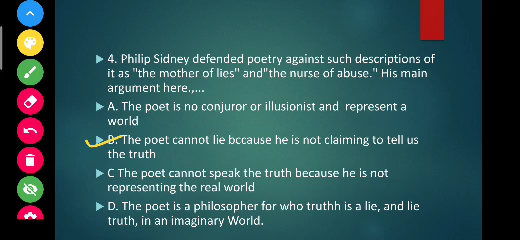 4. Philip Sidney defended poetry against such descriptions of
it as "the mother of lies" and"the nurse of abuse." His main
argument here.,...
A. The poet is no conjuror or illusionist and represent a
world
B. The poet cannot lie bccause he is not claiming to tell us
the truth
C The poet cannot speak the truth because he is not
representing the real world
D. The poet is a philosopher for who truthh is a lie, and lie
truth, in an imaginary World.